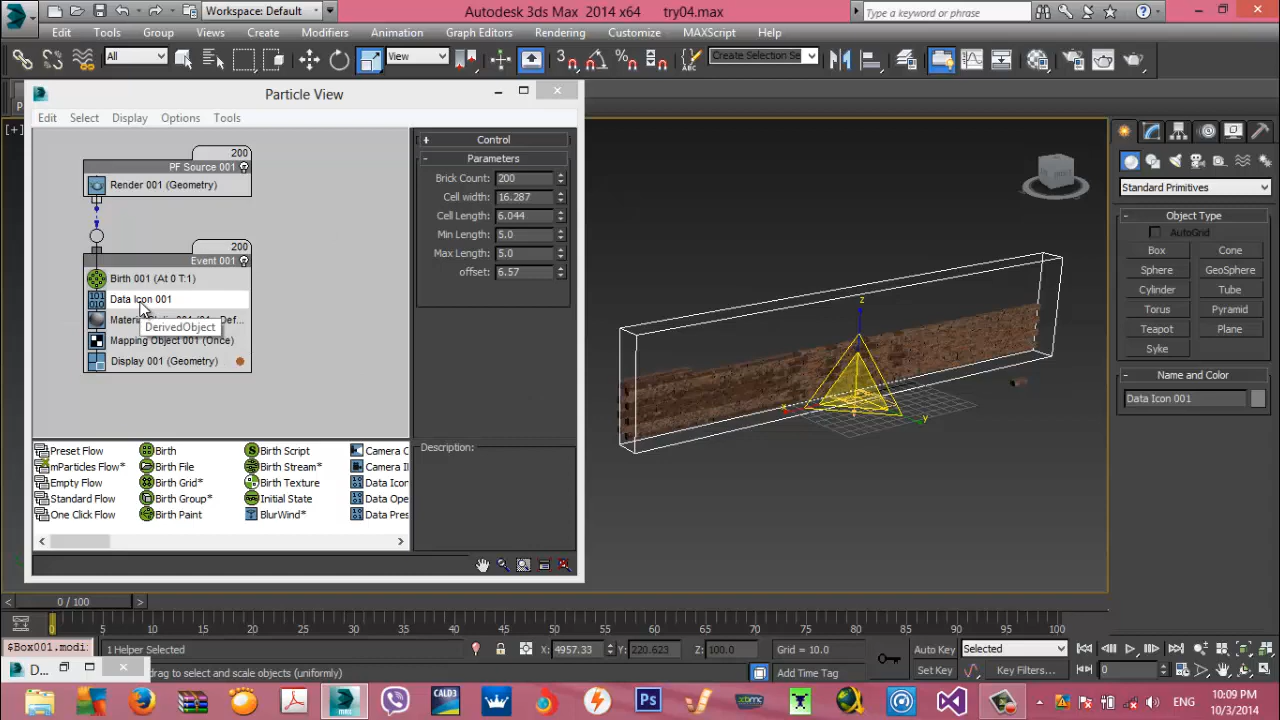 Workspace: Default
Autodesk 3ds Max 2014 x64
try04.max
Type a keyword or phrase
Edit Tools Group Views Create Modifiers Animation Graph Editors Rendering Customize MAXScript Help
All
View
Create Selection Se
Particle View
Edit Select Display Options Tools
200
PF Source 001
Render 001 (Geometry)
200
Event 001
Birth 001 (At 0 T:1)
Data Icon 001
DerivedObject
Mapping Object 001 (Once)
Display 001 (Geometry)
+ Control
- Parameters
Brick Count: 200
Cell width: 16.287
Cell Length: 6.044
Min Length: 5.0
Max Length: 5.0
offset: 6.57
Description:
Preset Flow Birth Birth Script Camera C
mParticles Flow* Birth File Birth Stream* Camera I
Empty Flow Birth Grid* Birth Texture Data Icon
Standard Flow Birth Group* Initial State Data Ope
One Click Flow Birth Paint BlurWind* Data Pres
[+]
z
x
y
Standard Primitives
- Object Type
AutoGrid
Box Cone
Sphere GeoSphere
Cylinder Tube
Torus Pyramid
Teapot Plane
Syke
- Name and Color
Data Icon 001
< 0 / 100 >
0 5 10 15 20 25 30 35 40 45 50 55 60 65 70 75 80 85 90 95 100
$Box001.modi
1 Helper Selected
X: 4957.33 Y: 220.623 Z: 100.0
Grid = 10.0
Auto Key Selected
D...
drag to select and scale objects (uniformly)
Add Time Tag
Set Key Key Filters...
0
CALD3
Ps
xbmc
ENG
10:09 PM
10/3/2014